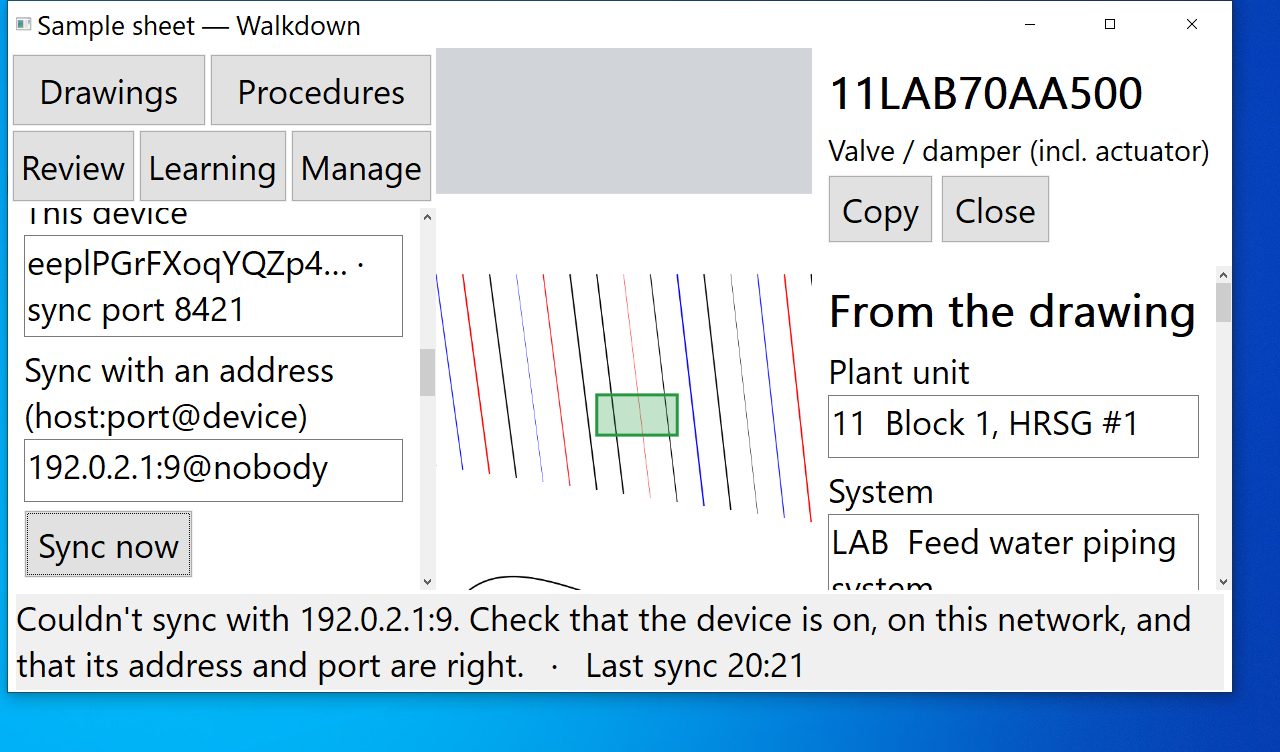 Sample sheet — Walkdown
Drawings
Procedures
Review
Learning
Manage
This device
eeplPGrFXoqYQZp4… ·
sync port 8421
Sync with an address
(host:port@device)
192.0.2.1:9@nobody
Sync now
11LAB70AA500
Valve / damper (incl. actuator)
Copy
Close
From the drawing
Plant unit
11  Block 1, HRSG #1
System
LAB  Feed water piping
system
Couldn't sync with 192.0.2.1:9. Check that the device is on, on this network, and
that its address and port are right.   ·   Last sync 20:21